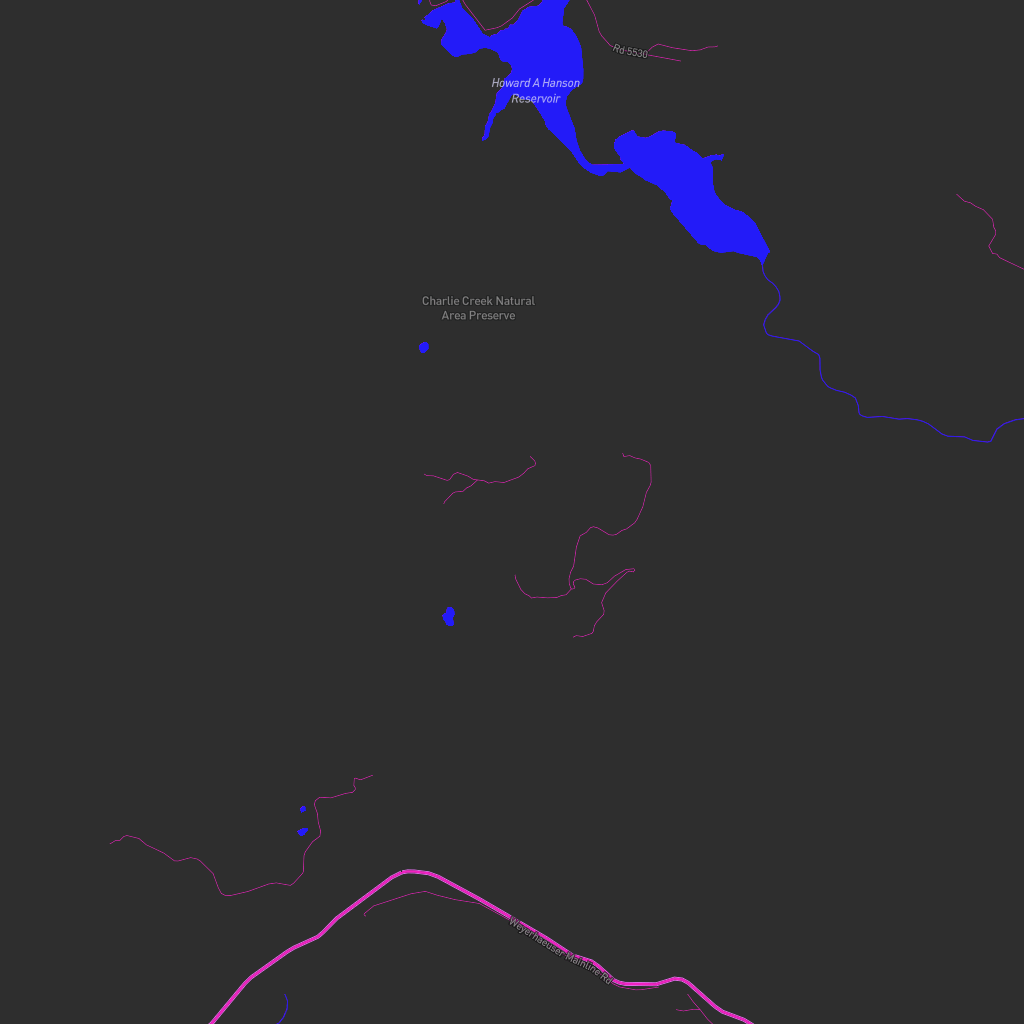 Rd 5530
Howard A Hanson
Reservoir
Charlie Creek Natural
Area Preserve
Weyerhaeuser Mainline Rd